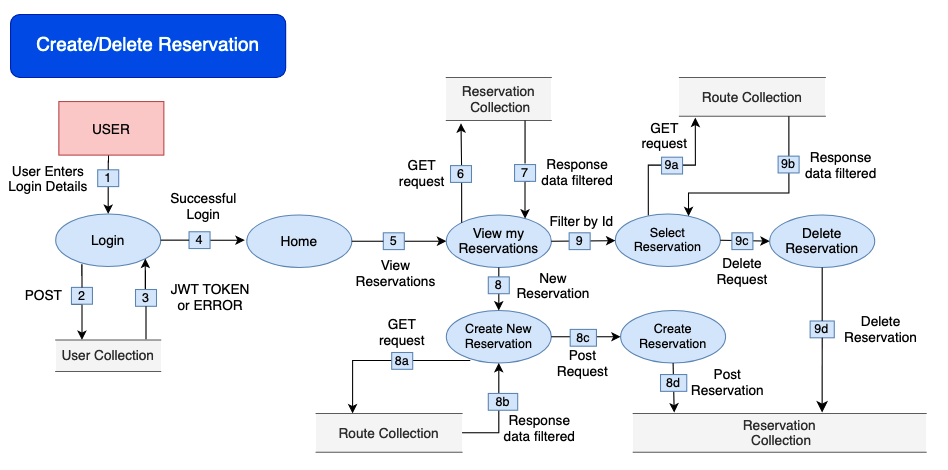 Create/Delete Reservation
USER
User Enters
Login Details
1
Login
POST
2
3
JWT TOKEN
or ERROR
User Collection
Successful
Login
4
Home
5
View
Reservations
Reservation
Collection
GET
request
6
7
Response
data filtered
View my
Reservations
Filter by Id
9
8
New
Reservation
Route Collection
GET
request
9a
9b
Response
data filtered
Select
Reservation
9c
Delete
Request
Delete
Reservation
9d
Delete
Reservation
Create New
Reservation
GET
request
8a
8b
Response
data filtered
Route Collection
8c
Post
Request
Create
Reservation
8d
Post
Reservation
Reservation
Collection